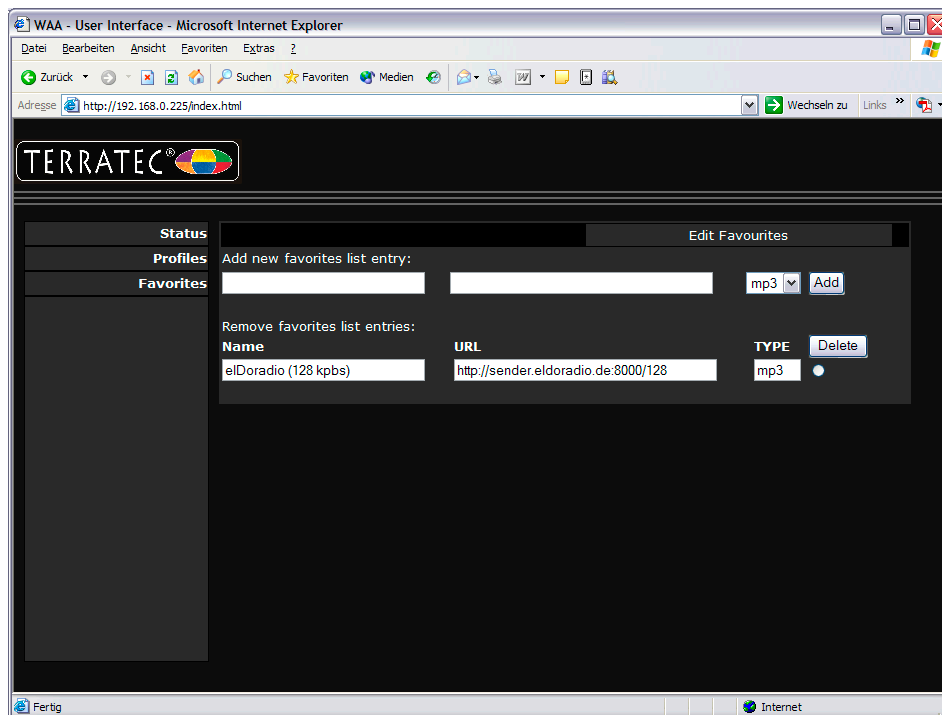 WAA - User Interface - Microsoft Internet Explorer
Datei Bearbeiten Ansicht Favoriten Extras ?
Zurück Suchen Favoriten Medien
Adresse http://192.168.0.225/index.html Wechseln zu Links »
TERRATEC®
Status
Profiles
Favorites
Edit Favourites
Add new favorites list entry:
mp3 Add
Remove favorites list entries:
Name URL TYPE Delete
elDoradio (128 kpbs) http://sender.eldoradio.de:8000/128 mp3
Fertig Internet